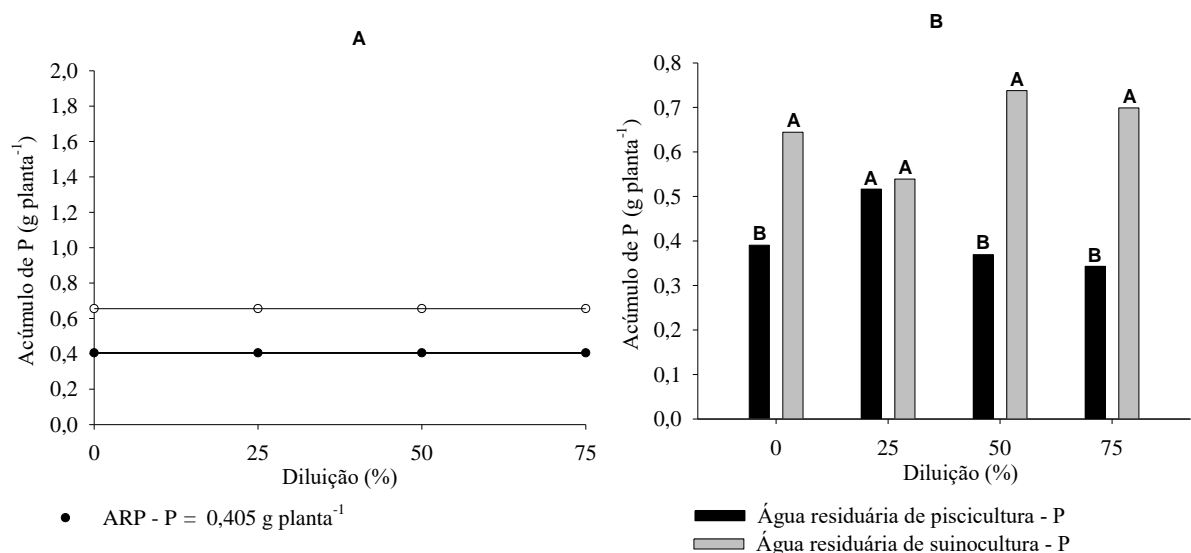 A
Acúmulo de P (g planta-1)
2,0
1,8
1,6
1,4
1,2
1,0
0,8
0,6
0,4
0,2
0,0
0 25 50 75
Diluição (%)
ARP - P = 0,405 g planta-1
B
Acúmulo de P (g planta-1)
0,8
0,7
0,6
0,5
0,4
0,3
0,2
0,1
0,0
B A A A B A B A
0 25 50 75
Diluição (%)
Água residuária de piscicultura - P
Água residuária de suinocultura - P